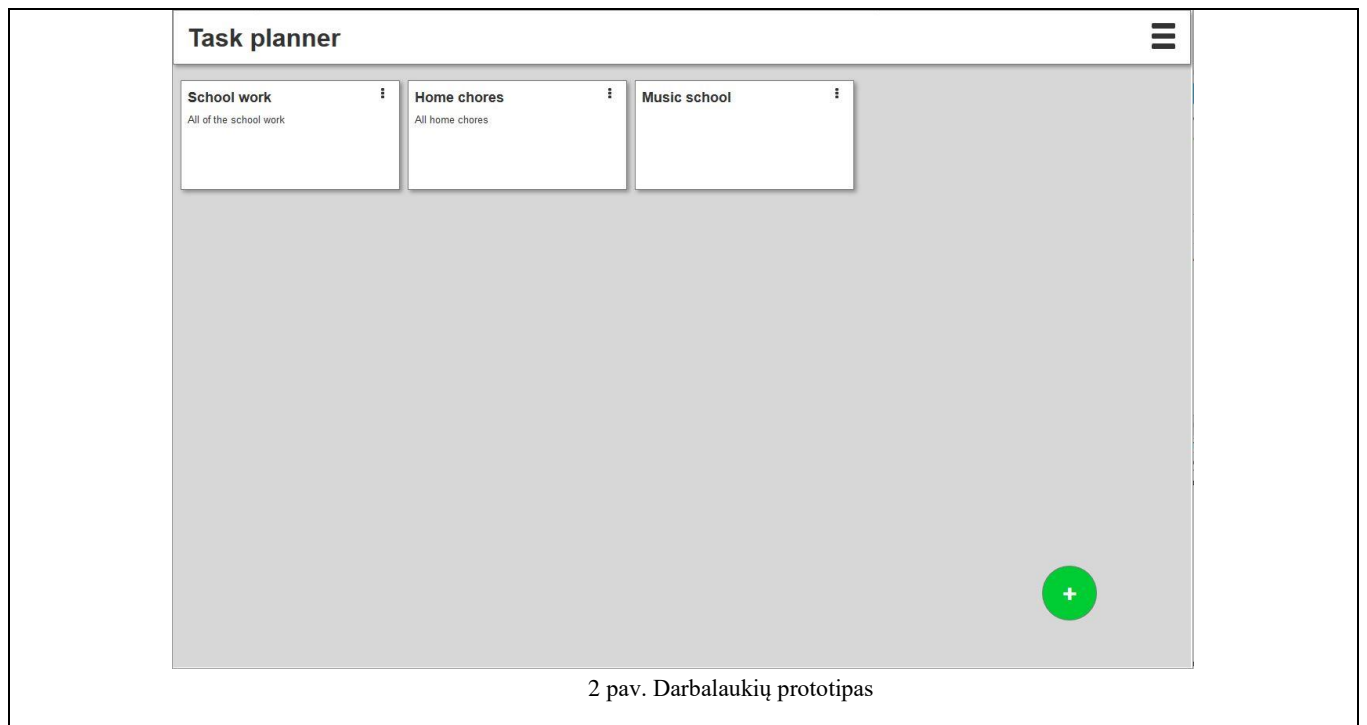 Task planner
School work
All of the school work
Home chores
All home chores
Music school
+
2 pav. Darbalaukių prototipas